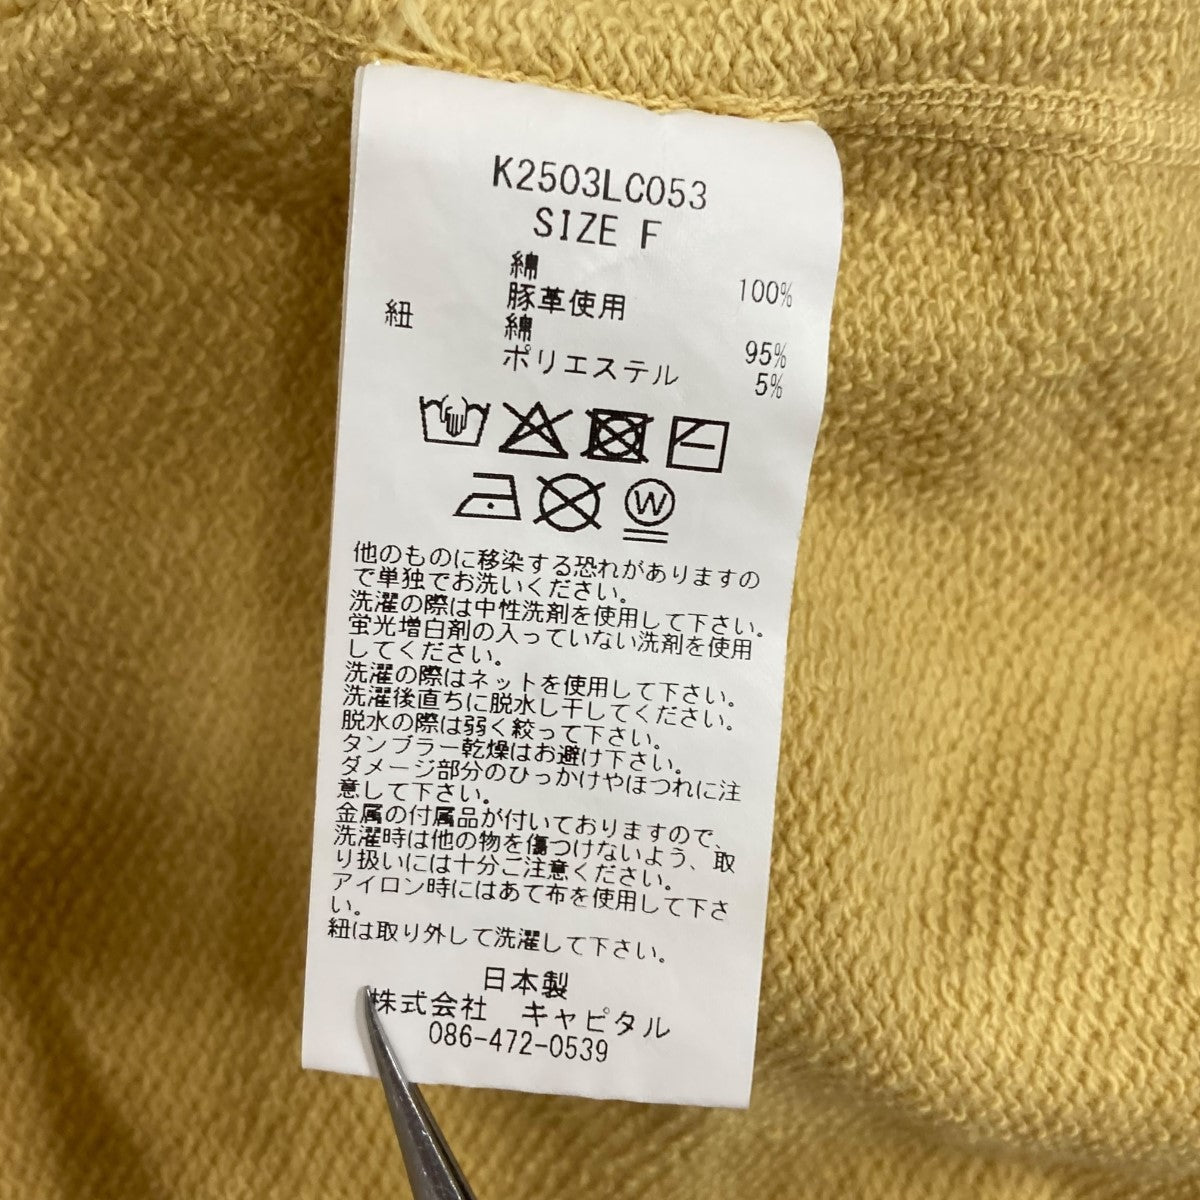 K2503LC053
SIZE F
綿 100%
豚革使用
紐 綿 95%
ポリエステル 5%
W
他のものに移染する恐れがありますの
で単独でお洗いください。
洗濯の際は中性洗剤を使用して下さい。
蛍光増白剤の入っていない洗剤を使用
してください。
洗濯の際はネットを使用して下さい。
洗濯後直ちに脱水し干してください。
脱水の際は弱く絞って下さい。
タンブラー乾燥はお避け下さい。
ダメージ部分のひっかけやほつれに注
意して下さい。
金属の付属品が付いておりますので、
洗濯時は他の物を傷つけないよう、取
り扱いには十分ご注意ください。
アイロン時にはあて布を使用して下さ
い。
紐は取り外して洗濯して下さい。
日本製
株式会社 キャピタル
086-472-0539